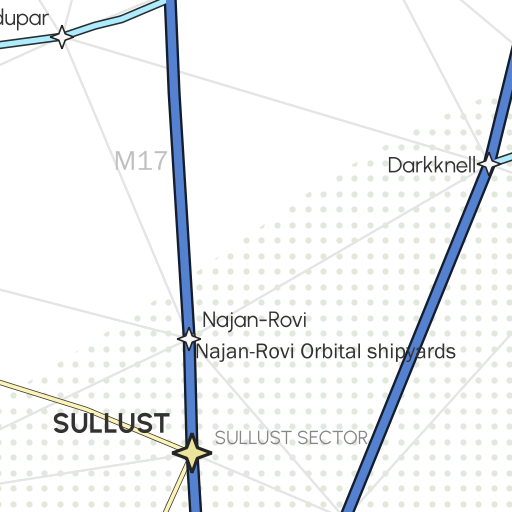 dupar
M17
Darkknell
Najan-Rovi
Najan-Rovi Orbital shipyards
SULLUST
SULLUST SECTOR